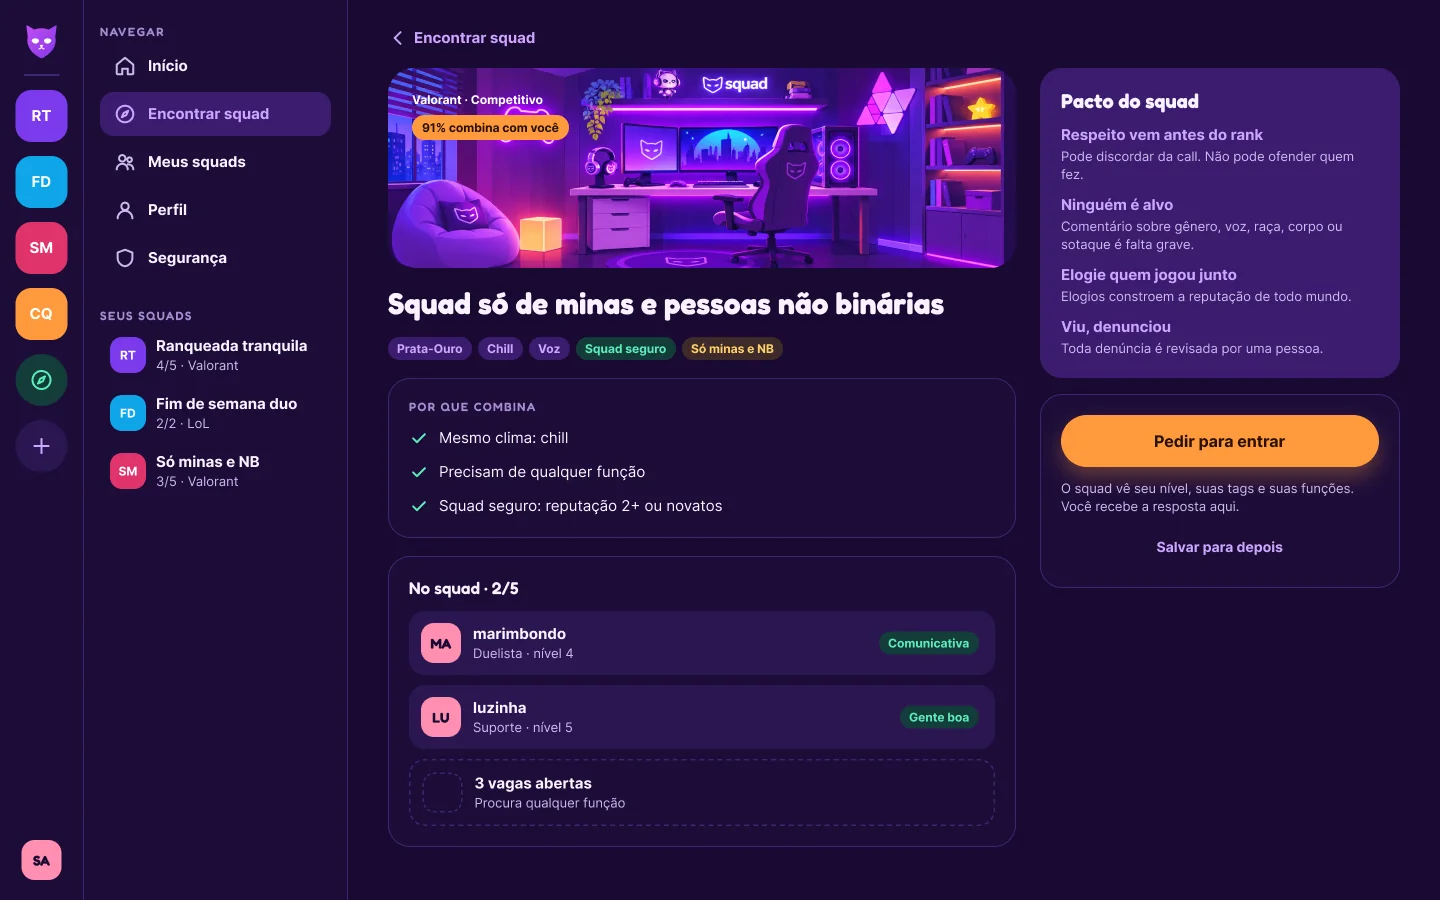 NAVEGAR
Início
Encontrar squad
Meus squads
Perfil
Segurança
SEUS SQUADS
RT
Ranqueada tranquila
4/5 · Valorant
FD
Fim de semana duo
2/2 · LoL
SM
Só minas e NB
3/5 · Valorant
RT
FD
SM
CQ
SA
Encontrar squad
squad
Valorant · Competitivo
91% combina com você
Squad só de minas e pessoas não binárias
Prata-Ouro
Chill
Voz
Squad seguro
Só minas e NB
POR QUE COMBINA
Mesmo clima: chill
Precisam de qualquer função
Squad seguro: reputação 2+ ou novatos
No squad · 2/5
MA
marimbondo
Duelista · nível 4
Comunicativa
LU
luzinha
Suporte · nível 5
Gente boa
3 vagas abertas
Procura qualquer função
Pacto do squad
Respeito vem antes do rank
Pode discordar da call. Não pode ofender quem
fez.
Ninguém é alvo
Comentário sobre gênero, voz, raça, corpo ou
sotaque é falta grave.
Elogie quem jogou junto
Elogios constroem a reputação de todo mundo.
Viu, denunciou
Toda denúncia é revisada por uma pessoa.
Pedir para entrar
O squad vê seu nível, suas tags e suas funções.
Você recebe a resposta aqui.
Salvar para depois